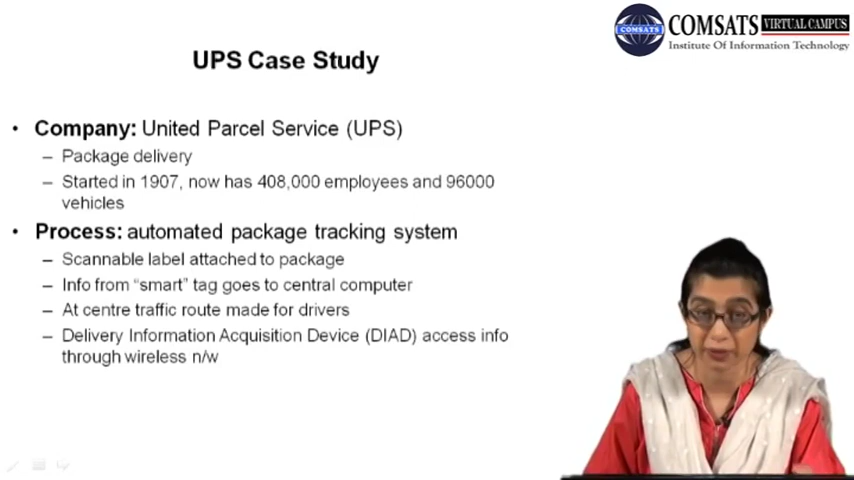 COMSATS VIRTUAL CAMPUS
Institute Of Information Technology
COMSATS
UPS Case Study
• Company: United Parcel Service (UPS)
– Package delivery
– Started in 1907, now has 408,000 employees and 96000
vehicles
• Process: automated package tracking system
– Scannable label attached to package
– Info from “smart” tag goes to central computer
– At centre traffic route made for drivers
– Delivery Information Acquisition Device (DIAD) access info
through wireless n/w